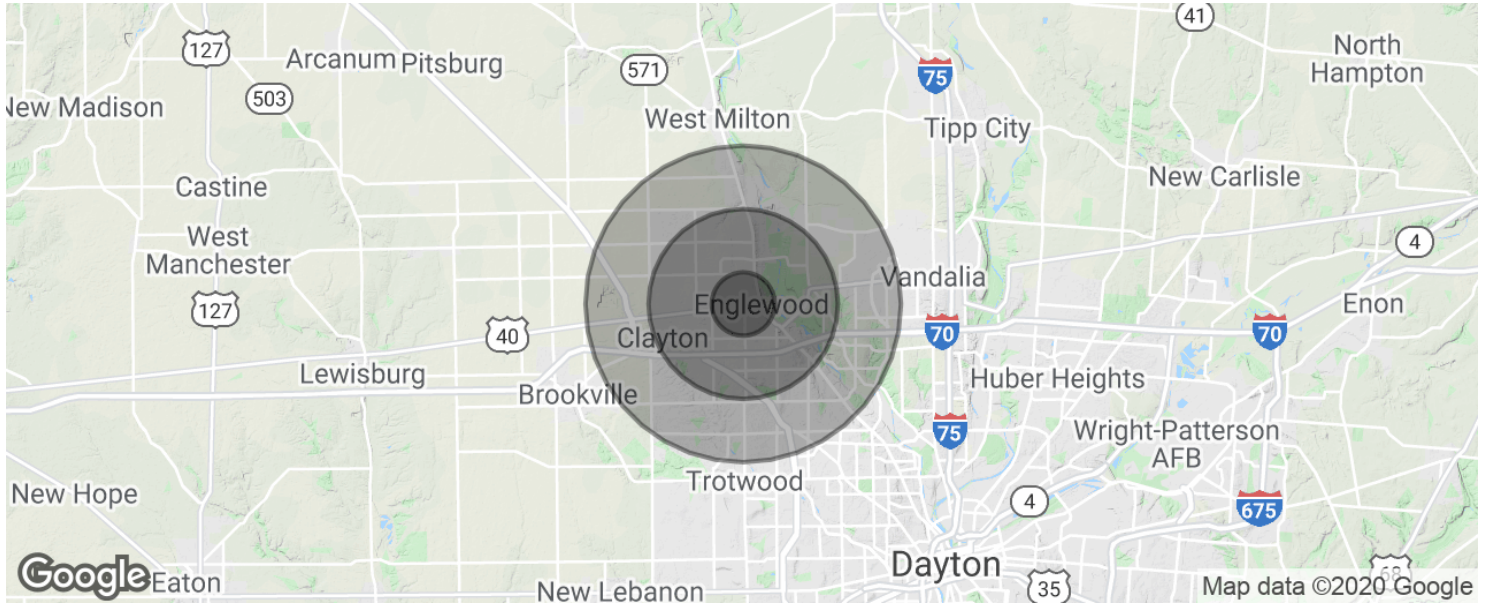 41
127
Arcanum
Pitsburg
571
75
North
Hampton
503
New Madison
West Milton
Tipp City
Castine
New Carlisle
West
Manchester
4
Vandalia
127
Englewood
Enon
40
Clayton
70
70
Lewisburg
Huber Heights
Brookville
75
Wright-Patterson
AFB
Trotwood
New Hope
4
675
Dayton
Google
Eaton
New Lebanon
35
68
Map data ©2020 Google